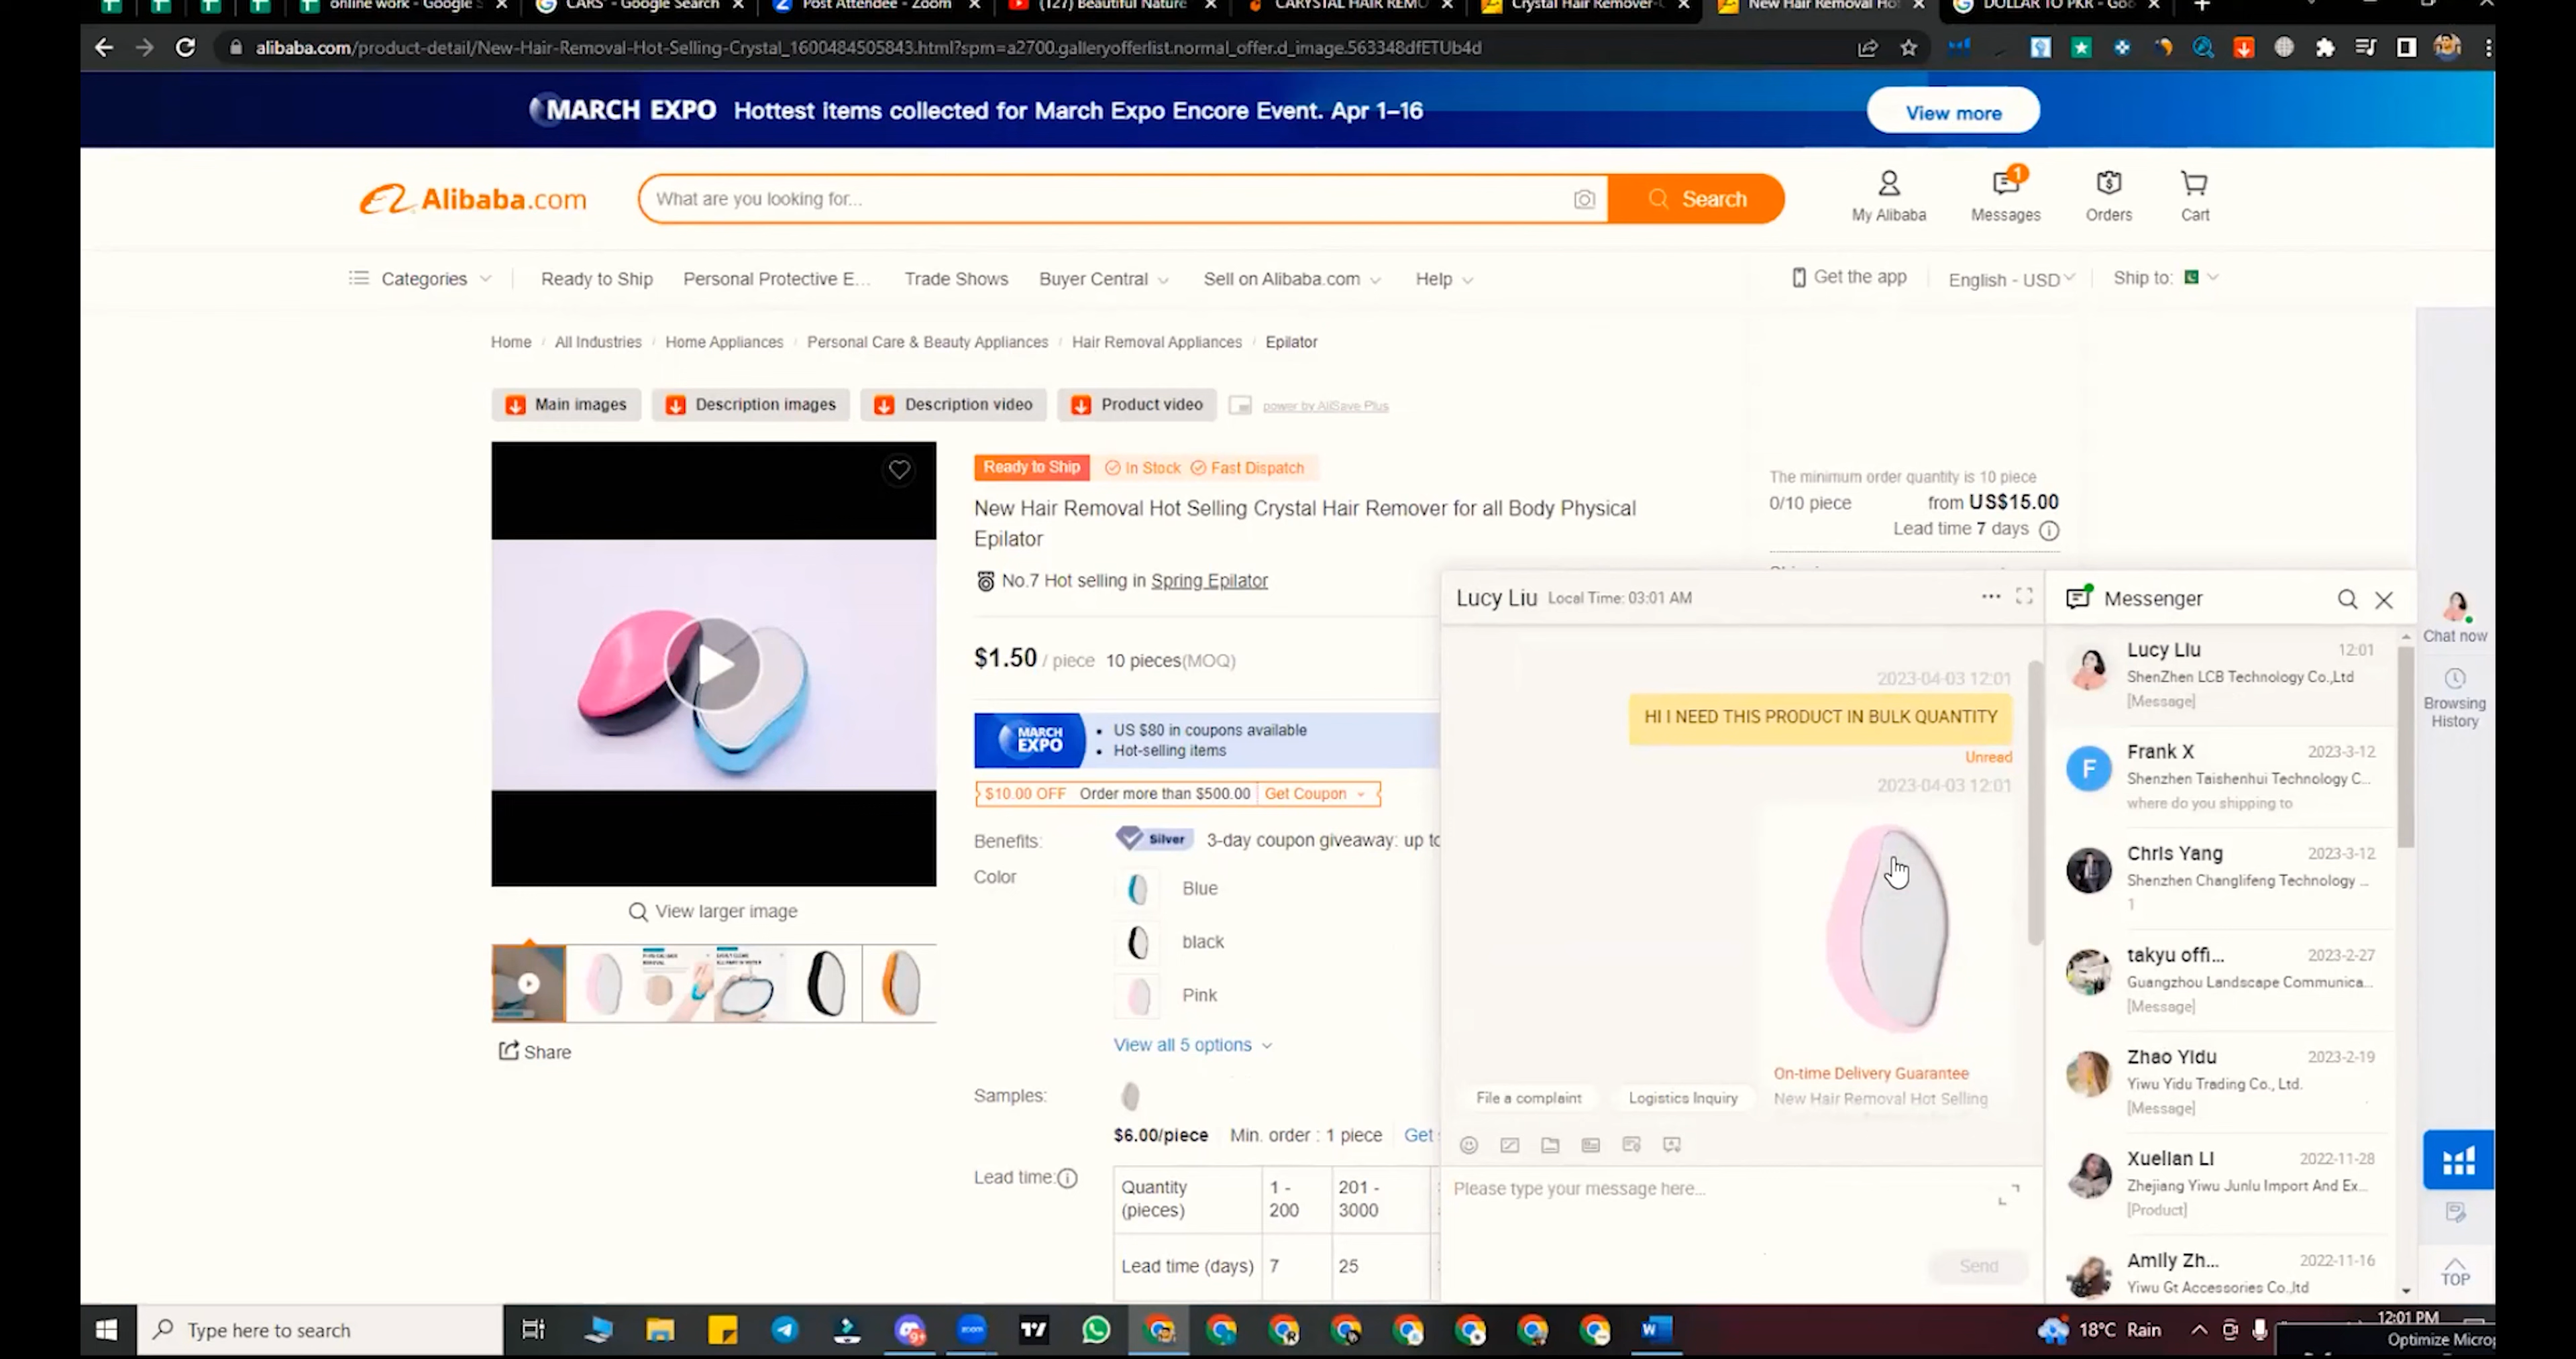 online work - Google S
CARS - Google Search
Post Attendee - Zoom
(127) Beautiful Nature
CARYSTAL HAIR REMO
Crystal Hair Remover-
New Hair Removal Ho
DOLLAR TO PKR - Goo
alibaba.com/product-detail/New-Hair-Removal-Hot-Selling-Crystal_1600484505843.html?spm=a2700.galleryofferlist.normal_offer.d_image.563348dfETUb4d
MARCH EXPO Hottest items collected for March Expo Encore Event. Apr 1–16
View more
Alibaba.com
What are you looking for...
Search
My Alibaba
1
Messages
Orders
Cart
Categories
Ready to Ship
Personal Protective E...
Trade Shows
Buyer Central
Sell on Alibaba.com
Help
Get the app
English - USD
Ship to:
Home / All Industries / Home Appliances / Personal Care & Beauty Appliances / Hair Removal Appliances / Epilator
Main images
Description images
Description video
Product video
power by AliSave Plus
Ready to Ship
In Stock
Fast Dispatch
New Hair Removal Hot Selling Crystal Hair Remover for all Body Physical
Epilator
No.7 Hot selling in Spring Epilator
The minimum order quantity is 10 piece
0/10 piece from US$15.00
Lead time 7 days
$1.50 / piece 10 pieces(MOQ)
MARCH
EXPO
• US $80 in coupons available
• Hot-selling items
$10.00 OFF Order more than $500.00 Get Coupon
Benefits:
Silver
3-day coupon giveaway: up to
Color
Blue
black
Pink
View all 5 options
View larger image
Share
Samples:
$6.00/piece Min. order : 1 piece Get
Lead time:
Quantity
(pieces)
1 -
200
201 -
3000
Lead time (days) 7 25
Lucy Liu Local Time: 03:01 AM
2023-04-03 12:01
HI I NEED THIS PRODUCT IN BULK QUANTITY
Unread
2023-04-03 12:01
On-time Delivery Guarantee
New Hair Removal Hot Selling
File a complaint
Logistics Inquiry
Please type your message here...
Send
Messenger
Lucy Liu 12:01
ShenZhen LCB Technology Co.,Ltd
[Message]
F
Frank X 2023-3-12
Shenzhen Taishenhui Technology C...
where do you shipping to
Chris Yang 2023-3-12
Shenzhen Changlifeng Technology ...
1
takyu offi... 2023-2-27
Guangzhou Landscape Communica...
[Message]
Zhao Yidu 2023-2-19
Yiwu Yidu Trading Co., Ltd.
[Message]
Xuelian Li 2022-11-28
Zhejiang Yiwu Junlu Import And Ex...
[Product]
Amily Zh... 2022-11-16
Yiwu Gt Accessories Co.,ltd
Chat now
Browsing
History
TOP
Type here to search
9+
zoom
18°C Rain
12:01 PM
Optimize Microp